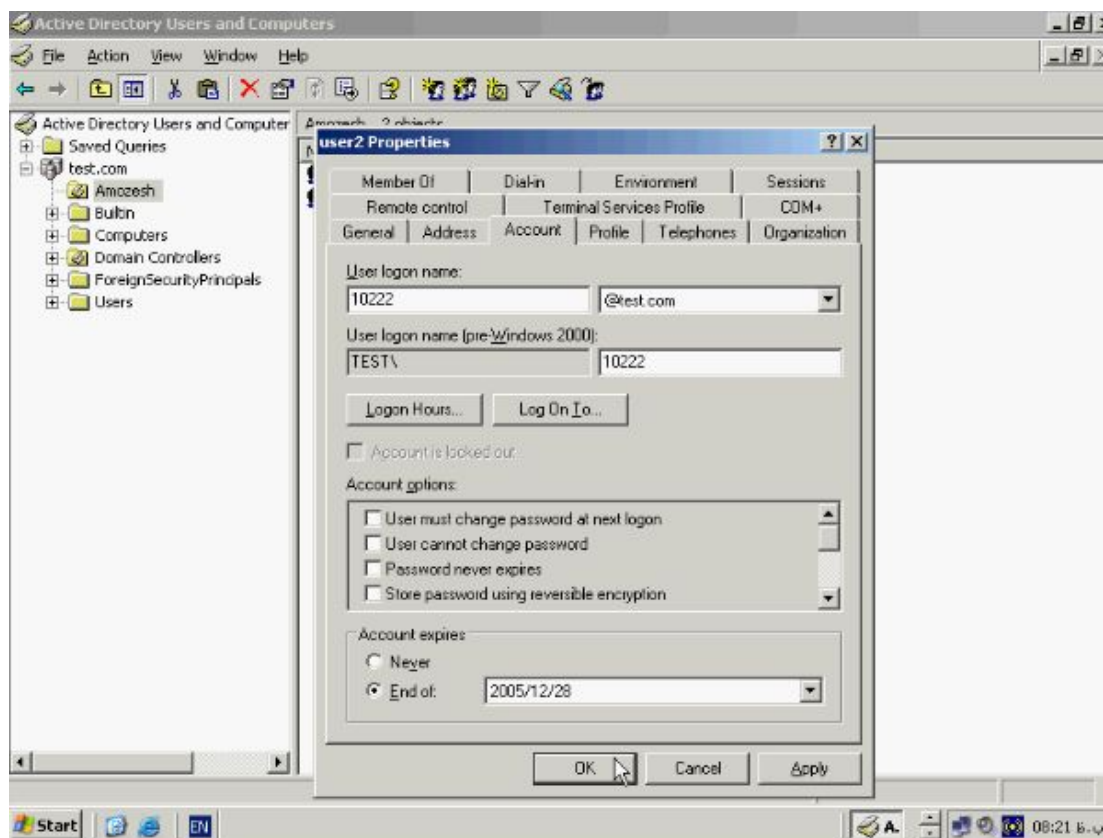 Active Directory Users and Computers
File Action View Window Help
Active Directory Users and Computer
Saved Queries
test.com
Amozesh
Builtin
Computers
Domain Controllers
ForeignSecurityPrincipals
Users
Amozesh 2 objects
user2 Properties
Member Of Dial-in Environment Sessions
Remote control Terminal Services Profile COM+
General Address Account Profile Telephones Organization
User logon name:
10222 @test.com
User logon name (pre-Windows 2000):
TEST\ 10222
Logon Hours... Log On To...
Account is locked out
Account options:
User must change password at next logon
User cannot change password
Password never expires
Store password using reversible encryption
Account expires
Never
End of: 2005/12/28
OK Cancel Apply
Start EN A. 08:21